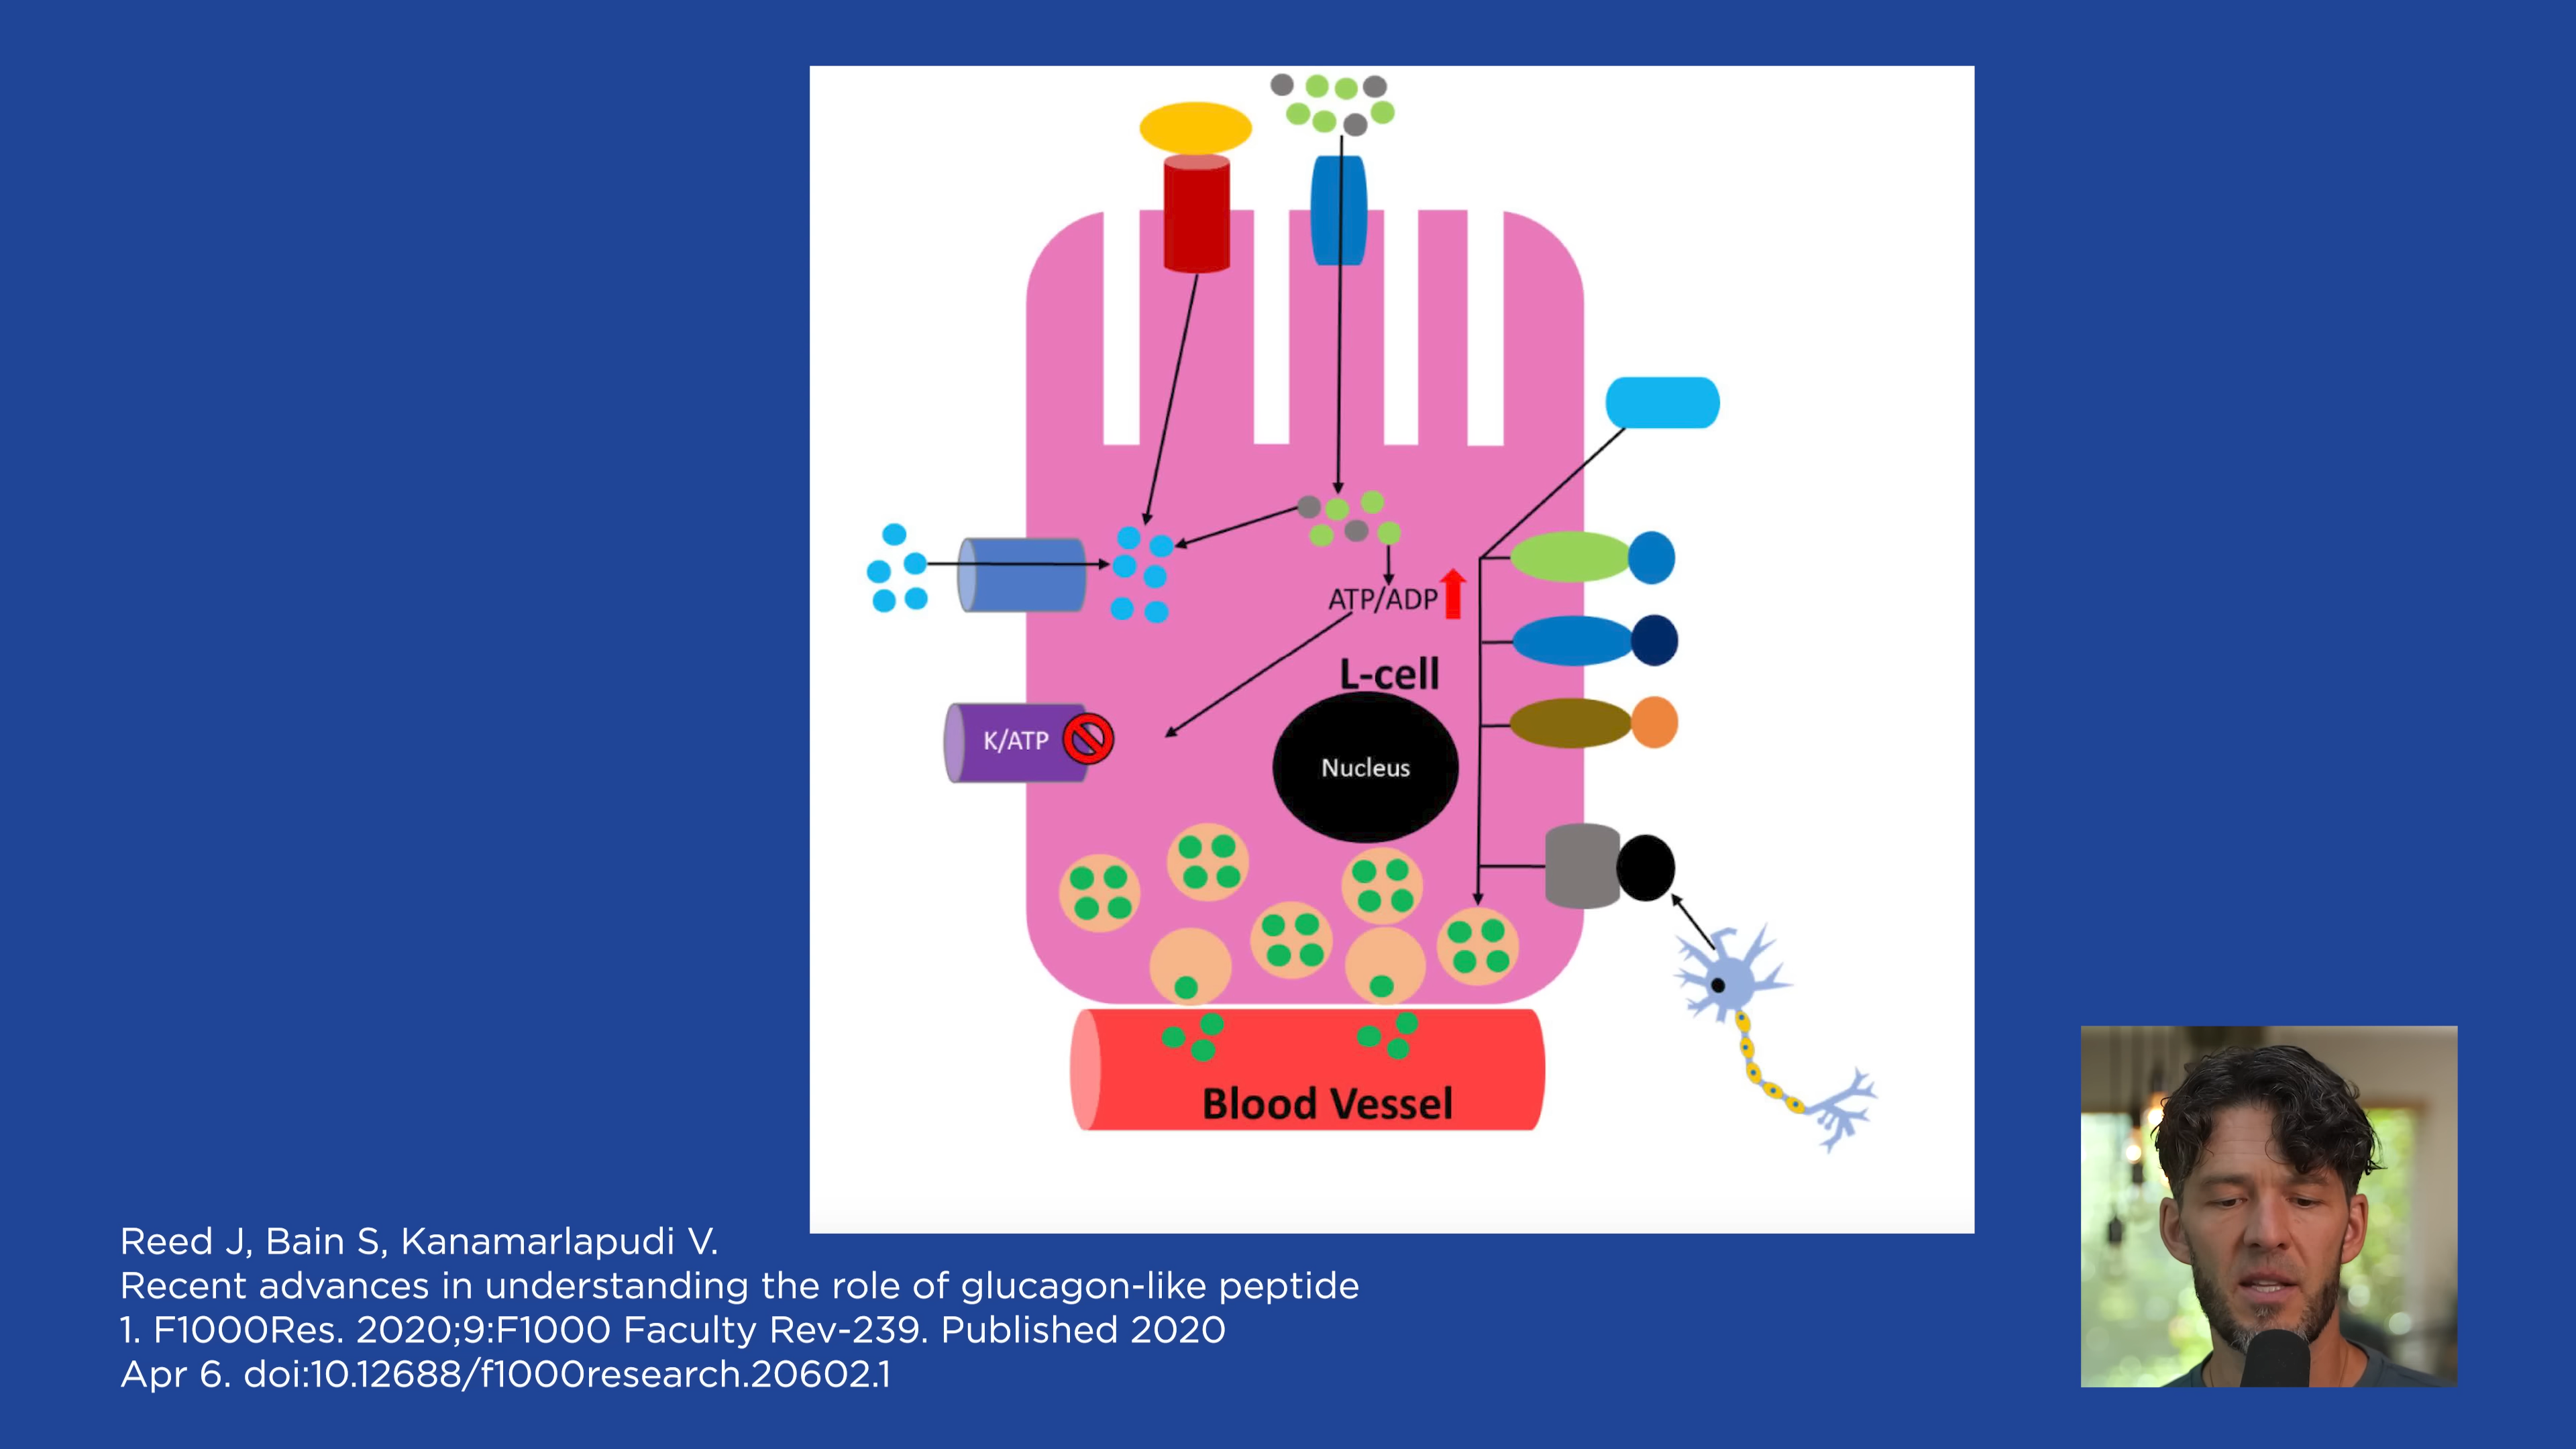 ATP/ADP
L-cell
K/ATP
Nucleus
Blood Vessel
Reed J, Bain S, Kanamarlapudi V.
Recent advances in understanding the role of glucagon-like peptide
1. F1000Res. 2020;9:F1000 Faculty Rev-239. Published 2020
Apr 6. doi:10.12688/f1000research.20602.1